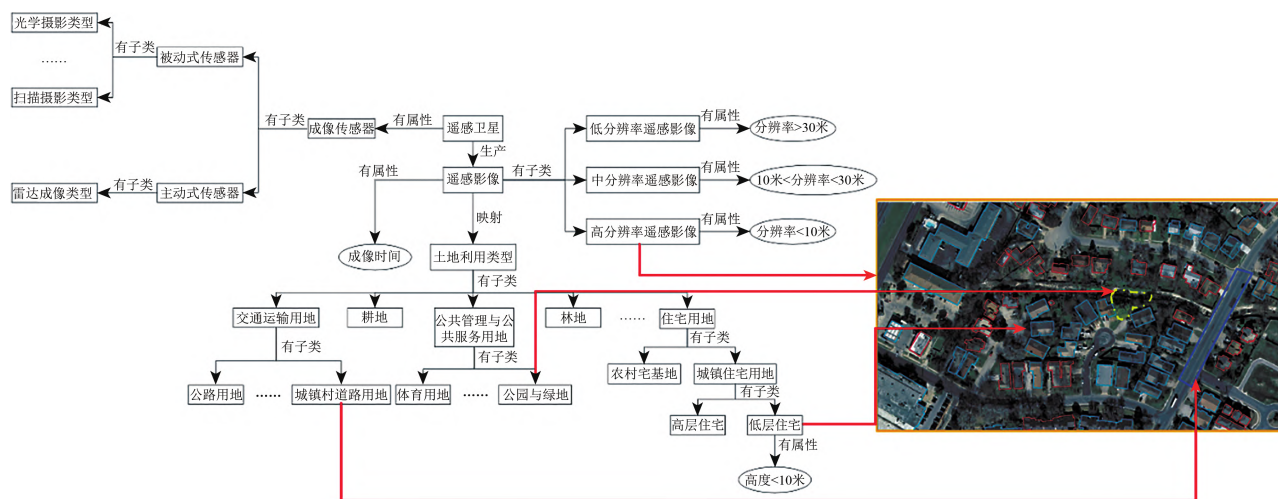 光学摄影类型
有子类
被动式传感器
……
扫描摄影类型
有子类
成像传感器
有属性
遥感卫星
低分辨率遥感影像
有属性
分辨率>30米
生产
雷达成像类型
有子类
主动式传感器
有属性
遥感影像
有子类
中分辨率遥感影像
有属性
10米<分辨率<30米
映射
高分辨率遥感影像
有属性
分辨率<10米
成像时间
土地利用类型
有子类
交通运输用地
耕地
公共管理与公
共服务用地
林地
……
住宅用地
有子类
有子类
有子类
公路用地
……
城镇村道路用地
体育用地
……
公园与绿地
农村宅基地
城镇住宅用地
有子类
高层住宅
低层住宅
有属性
高度<10米